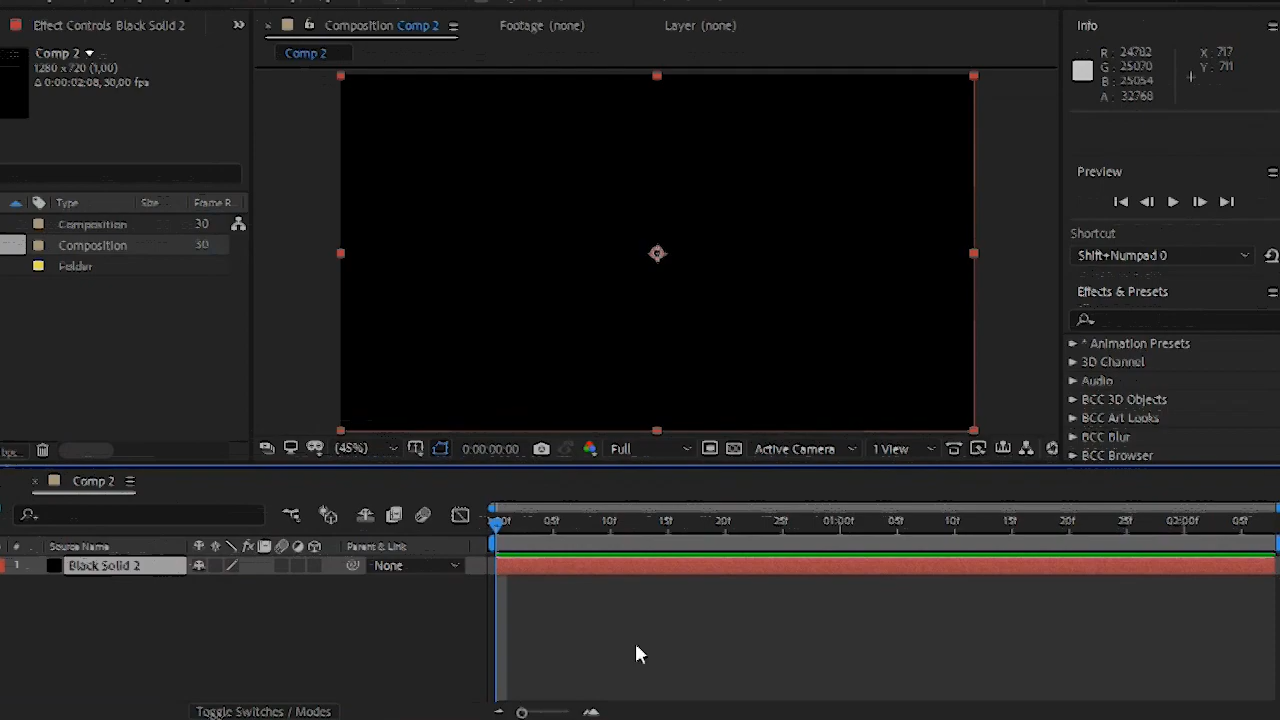 Effect Controls Black Solid 2
Comp 2
1280 x 720 (1,00)
Δ 0:00:02:08, 30,00 fps
Type Size Frame R..
Composition 30
Composition 30
Folder
Composition Comp 2
Footage (none)
Layer (none)
Comp 2
(45%) 0:00:00:00 Full Active Camera 1 View
Info
R: 24702 X: 717
G: 25070 Y: 711
B: 25054
A: 32768
Preview
Shortcut
Shift+Numpad 0
Effects & Presets
* Animation Presets
3D Channel
Audio
BCC 3D Objects
BCC Art Looks
BCC Blur
BCC Browser
Comp 2
05f 10f 15f 20f 25f 01:00f 05f 10f 15f 20f 25f 02:00f 05f
# Source Name fx Parent & Link
1 Black Solid 2 None
Toggle Switches / Modes